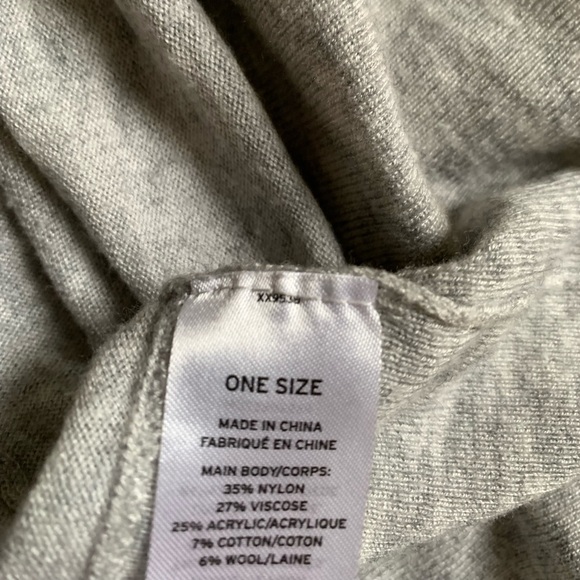 XX9538
ONE SIZE
MADE IN CHINA
FABRIQUÉ EN CHINE
MAIN BODY/CORPS:
35% NYLON
27% VISCOSE
25% ACRYLIC/ACRYLIQUE
7% COTTON/COTON
6% WOOL/LAINE